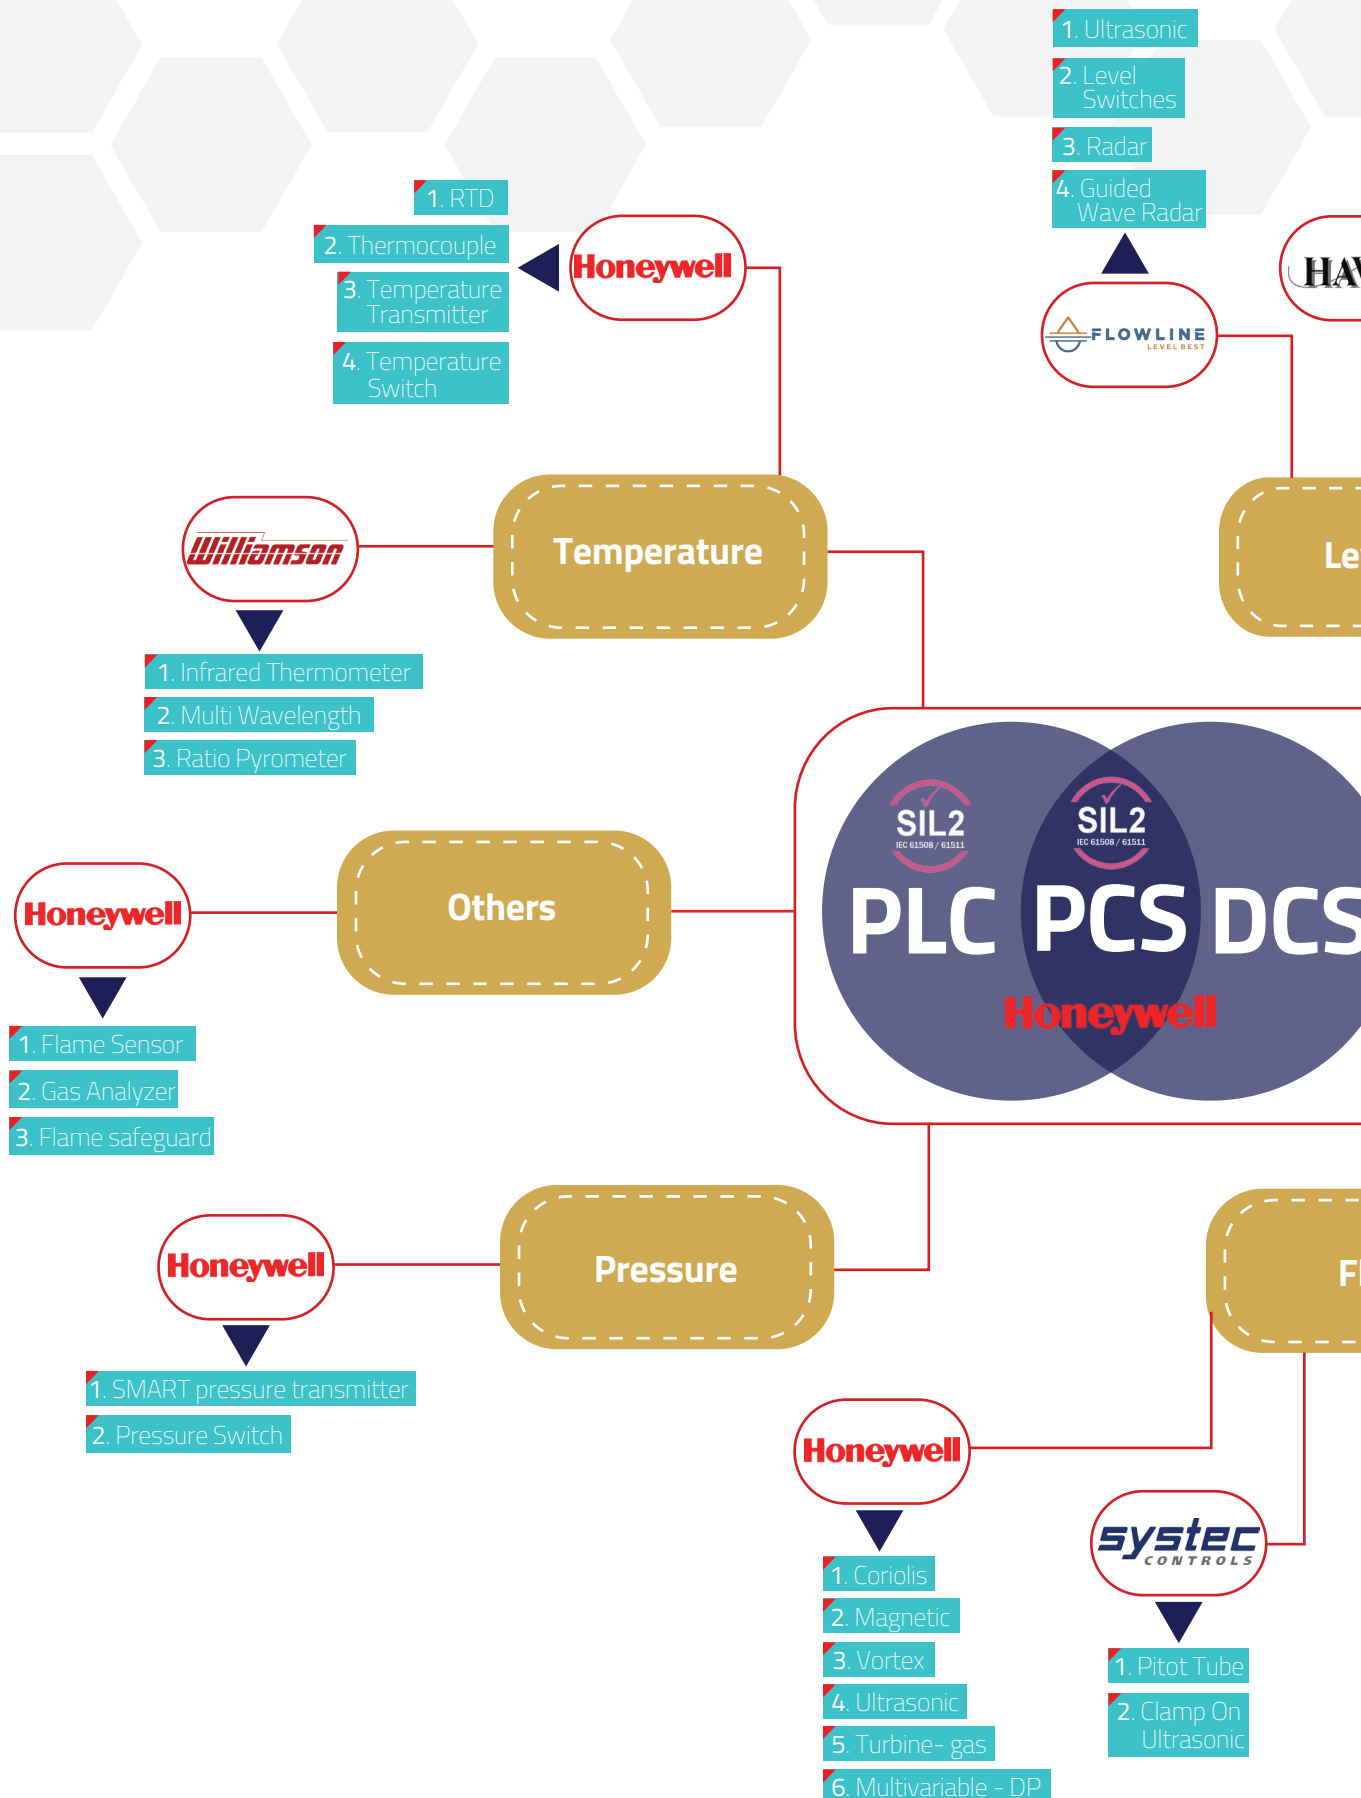 1. Ultrasonic
2. Level
Switches
3. Radar
4. Guided
Wave Radar
1. RTD
2. Thermocouple
3. Temperature
Transmitter
4. Temperature
Switch
Honeywell
FLOWLINE
LEVEL BEST
Williamson
Temperature
1. Infrared Thermometer
2. Multi Wavelength
3. Ratio Pyrometer
Honeywell
Others
SIL2
IEC 61508 / 61511
SIL2
IEC 61508 / 61511
PLC
PCS
DCS
Honeywell
1. Flame Sensor
2. Gas Analyzer
3. Flame safeguard
Honeywell
Pressure
1. SMART pressure transmitter
2. Pressure Switch
Honeywell
1. Coriolis
2. Magnetic
3. Vortex
4. Ultrasonic
5. Turbine- gas
6. Multivariable - DP
systec
CONTROLS
1. Pitot Tube
2. Clamp On
Ultrasonic